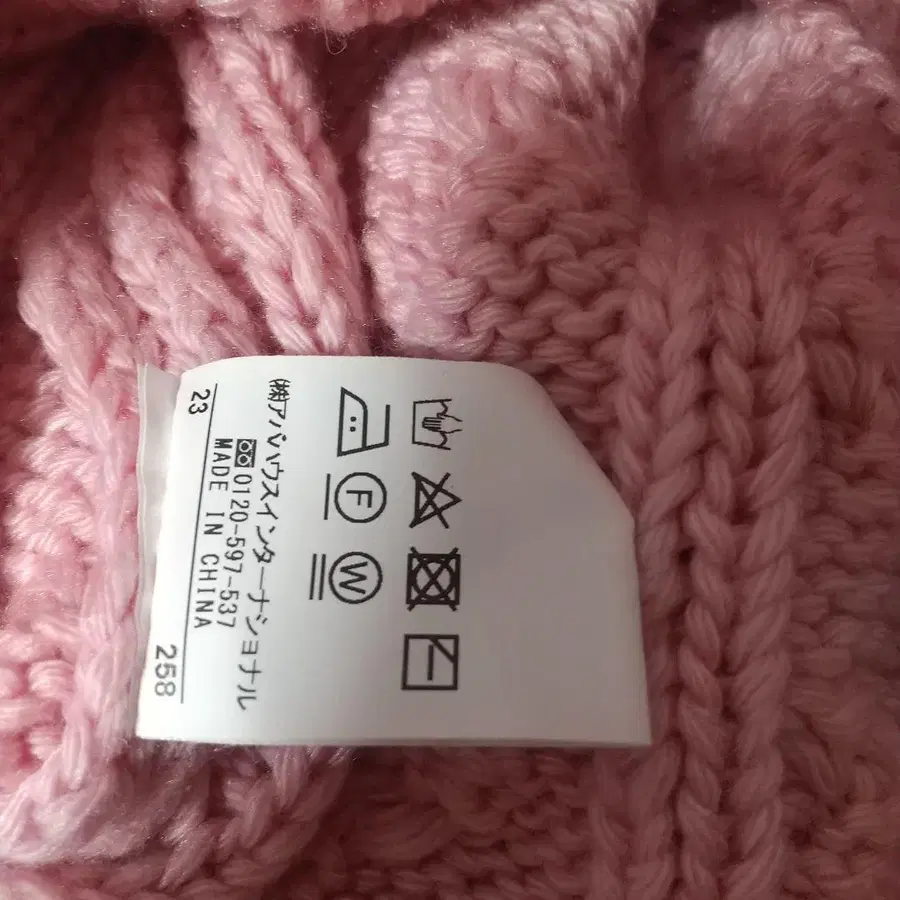 Ⓕ Ⓦ
㈱アバハウスインターナショナル
0120-597-537
MADE IN CHINA
23
258